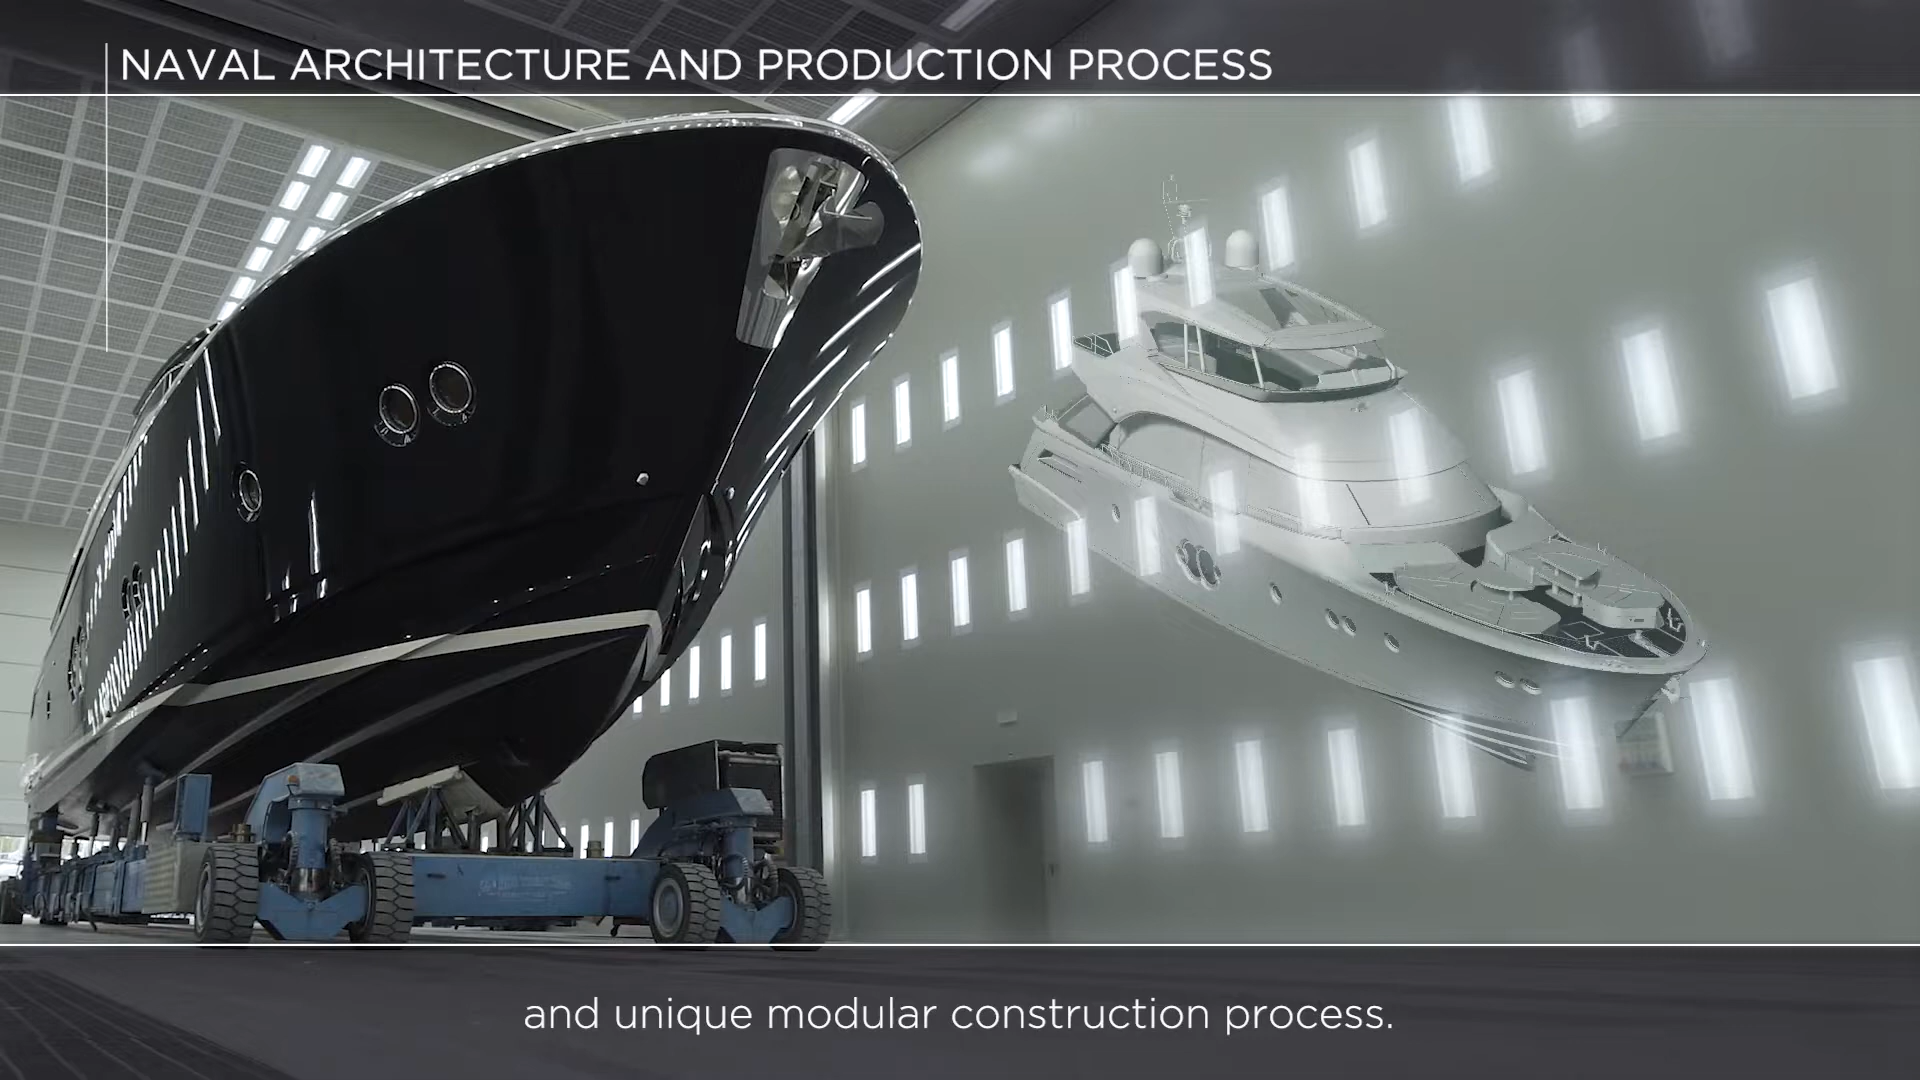 NAVAL ARCHITECTURE AND PRODUCTION PROCESS
and unique modular construction process.